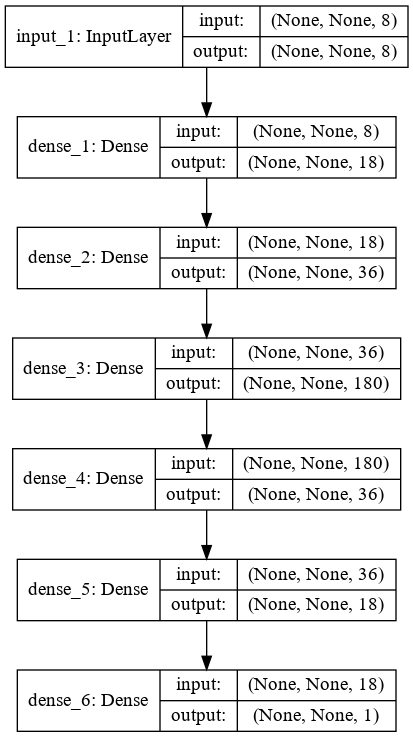 input_1: InputLayer input: (None, None, 8)
output: (None, None, 8)
dense_1: Dense input: (None, None, 8)
output: (None, None, 18)
dense_2: Dense input: (None, None, 18)
output: (None, None, 36)
dense_3: Dense input: (None, None, 36)
output: (None, None, 180)
dense_4: Dense input: (None, None, 180)
output: (None, None, 36)
dense_5: Dense input: (None, None, 36)
output: (None, None, 18)
dense_6: Dense input: (None, None, 18)
output: (None, None, 1)